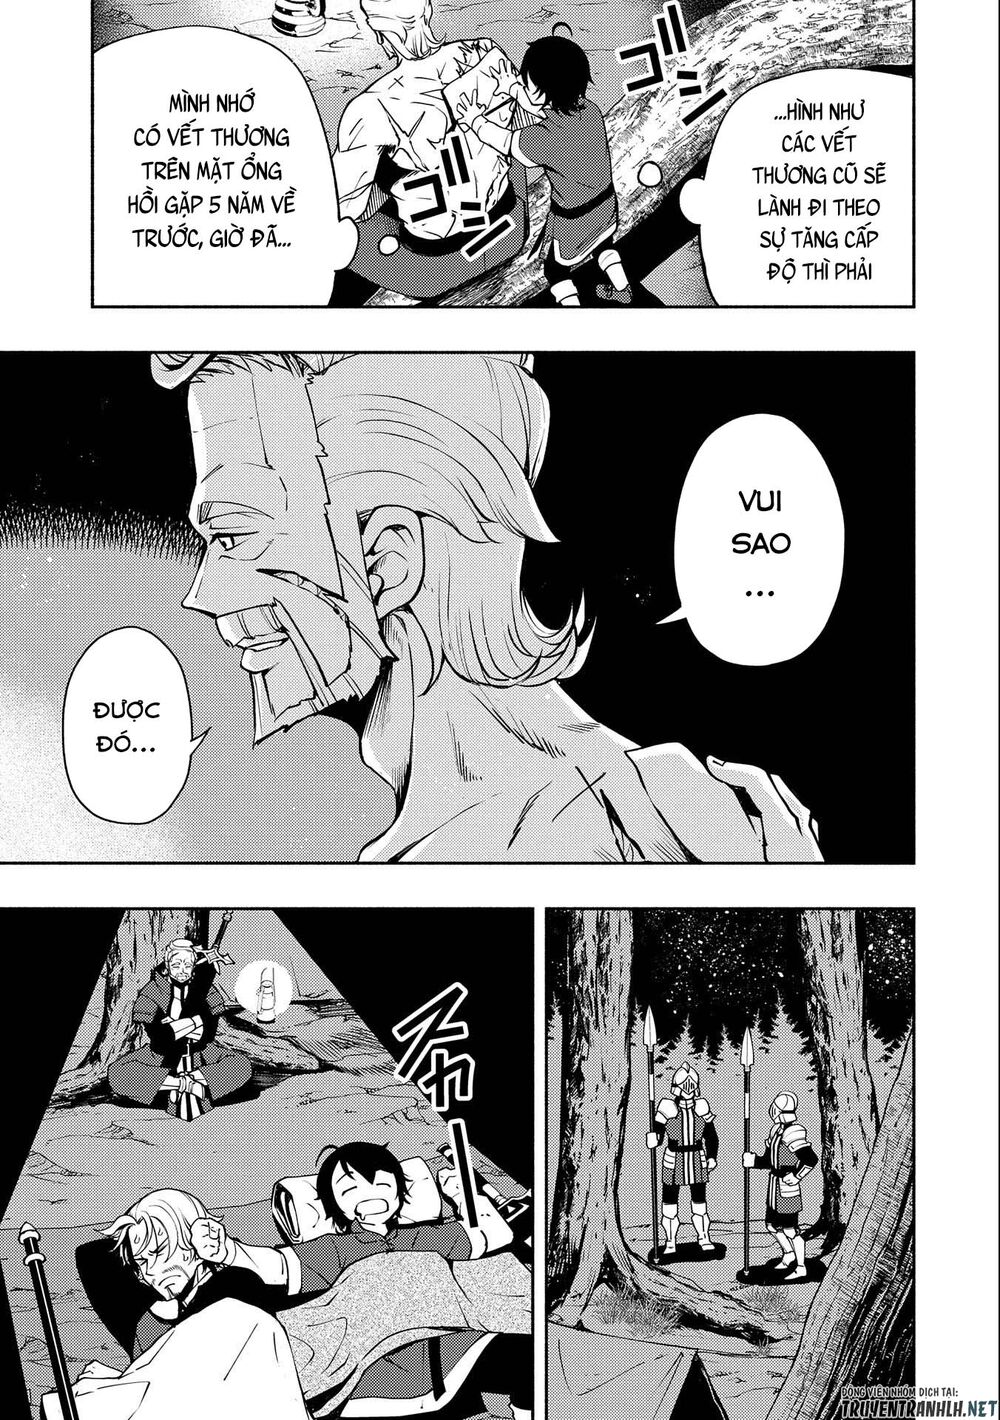 ...HÌNH NHƯ
CÁC VẾT
THƯƠNG CŨ SẼ
LÀNH ĐI THEO
SỰ TĂNG CẤP
ĐỘ THÌ PHẢI
ゴシ
ゴシ
MÌNH NHỚ
CÓ VẾT THƯƠNG
TRÊN MẶT ỔNG
HỒI GẶP 5 NĂM VỀ
TRƯỚC, GIỜ ĐÃ...
VUI
SAO
...
ĐƯỢC
ĐÓ...
スカー
ĐỘNG VIÊN NHÓM DỊCH TẠI:
TRUYENTRANHLH.NET